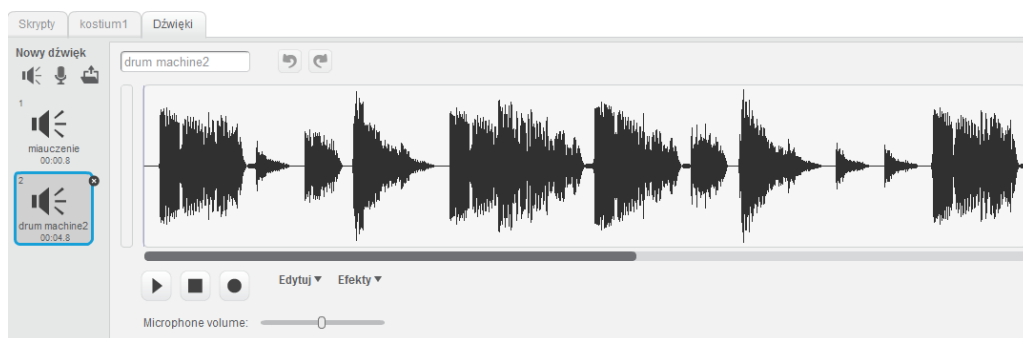 Skrypty kostium1 Dźwięki
Nowy dźwięk
drum machine2
1
miauczenie
00:00.8
2
drum machine2
00:04.8
Edytuj Efekty
Microphone volume: